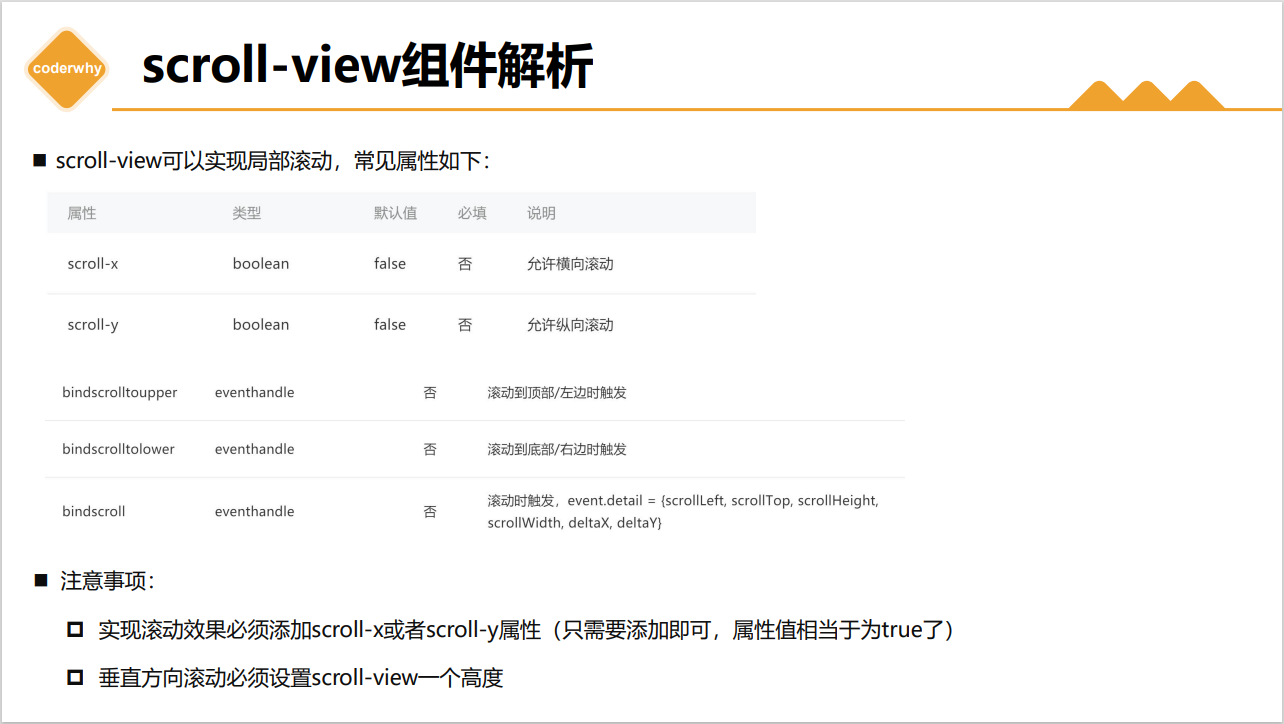 coderwhy
scroll-view组件解析
scroll-view可以实现局部滚动，常见属性如下：
属性 类型 默认值 必填 说明
scroll-x boolean false 否 允许横向滚动
scroll-y boolean false 否 允许纵向滚动
bindscrolltoupper eventhandle 否 滚动到顶部/左边时触发
bindscrolltolower eventhandle 否 滚动到底部/右边时触发
bindscroll eventhandle 否 滚动时触发，event.detail = {scrollLeft, scrollTop, scrollHeight,
scrollWidth, deltaX, deltaY}
注意事项：
实现滚动效果必须添加scroll-x或者scroll-y属性（只需要添加即可，属性值相当于为true了）
垂直方向滚动必须设置scroll-view一个高度